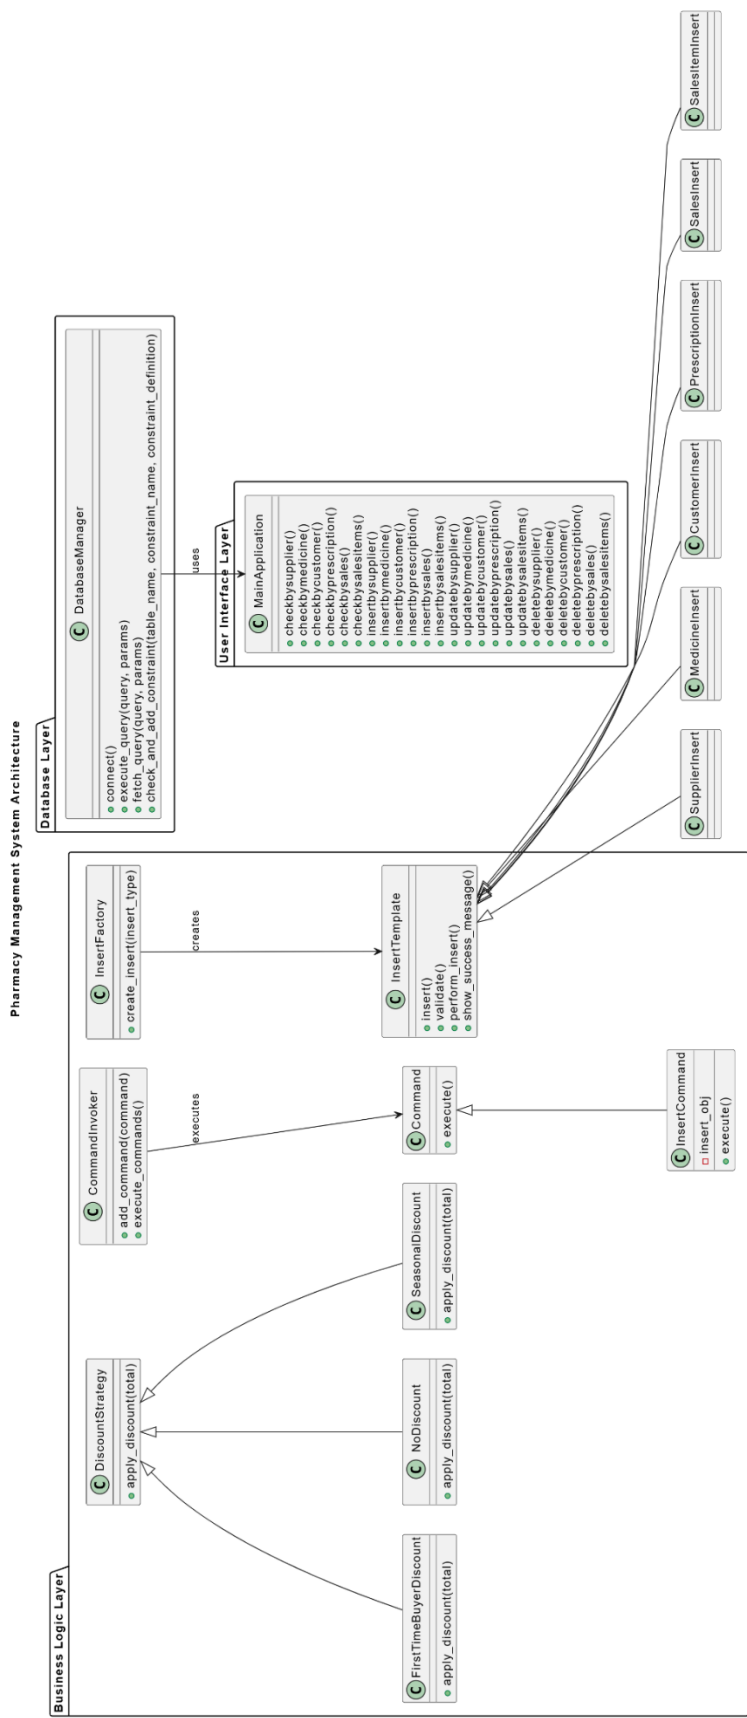 Pharmacy Management System Architecture
Business Logic Layer
C DiscountStrategy
apply_discount(total)
C CommandInvoker
add_command(command)
execute_commands()
C InsertFactory
create_insert(insert_type)
executes
creates
C FirstTimeBuyerDiscount
apply_discount(total)
C NoDiscount
apply_discount(total)
C SeasonalDiscount
apply_discount(total)
C Command
execute()
C InsertTemplate
insert()
validate()
perform_insert()
show_success_message()
C InsertCommand
insert_obj
execute()
Database Layer
C DatabaseManager
connect()
execute_query(query, params)
fetch_query(query, params)
check_and_add_constraint(table_name, constraint_name, constraint_definition)
uses
User Interface Layer
C MainApplication
checkbysupplier()
checkbymedicine()
checkbycustomer()
checkbyprescription()
checkbysales()
checkbysalesitems()
insertbysupplier()
insertbymedicine()
insertbycustomer()
insertbyprescription()
insertbysales()
insertbysalesitems()
updatebysupplier()
updatebymedicine()
updatebycustomer()
updatebyprescription()
updatebysales()
updatebysalesitems()
deletebysupplier()
deletebymedicine()
deletebycustomer()
deletebyprescription()
deletebysales()
deletebysalesitems()
C SupplierInsert
C MedicineInsert
C CustomerInsert
C PrescriptionInsert
C SalesInsert
C SalesItemInsert